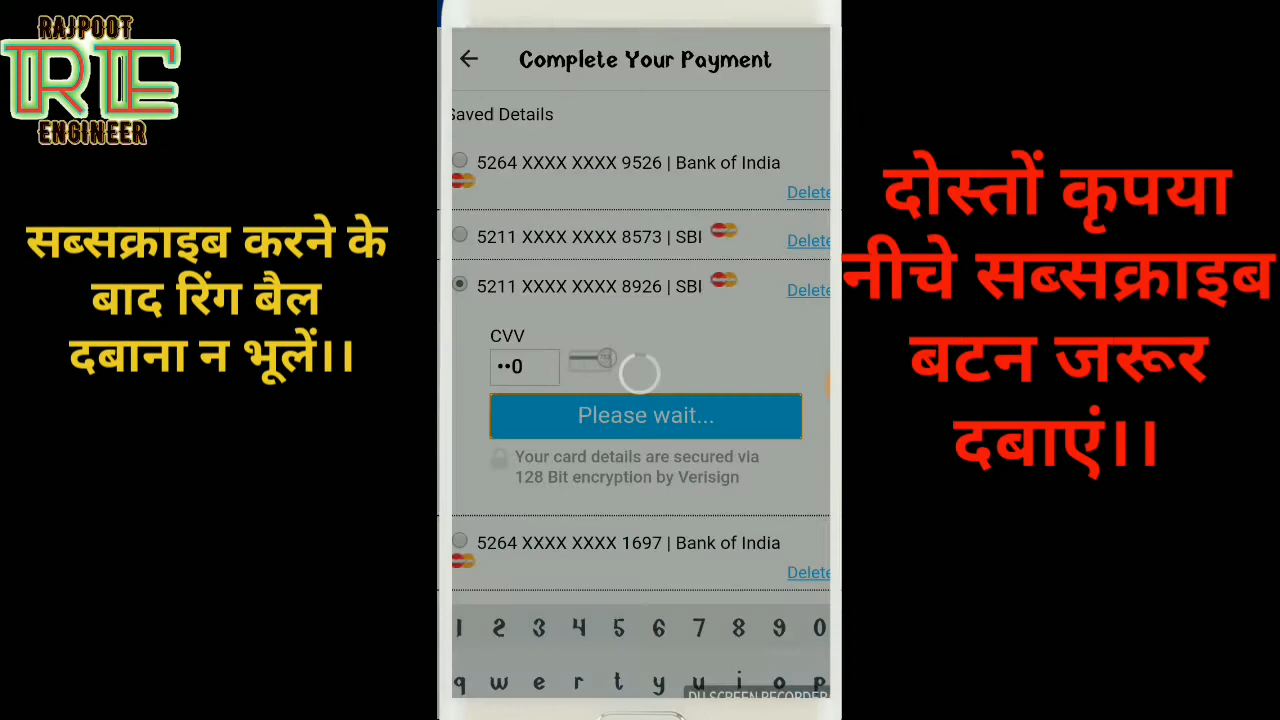 RAJPOOT
RE
ENGINEER
सब्सक्राइब करने के
बाद रिंग बैल
दबाना न भूलें।।
Complete Your Payment
Saved Details
5264 XXXX XXXX 9526 | Bank of India
Delete
5211 XXXX XXXX 8573 | SBI
Delete
5211 XXXX XXXX 8926 | SBI
Delete
CVV
••0
Please wait...
Your card details are secured via
128 Bit encryption by Verisign
5264 XXXX XXXX 1697 | Bank of India
Delete
1 2 3 4 5 6 7 8 9 0
q w e r t y u i o p
DU SCREEN RECORDER
दोस्तों कृपया
नीचे सब्सक्राइब
बटन जरूर
दबाएं।।